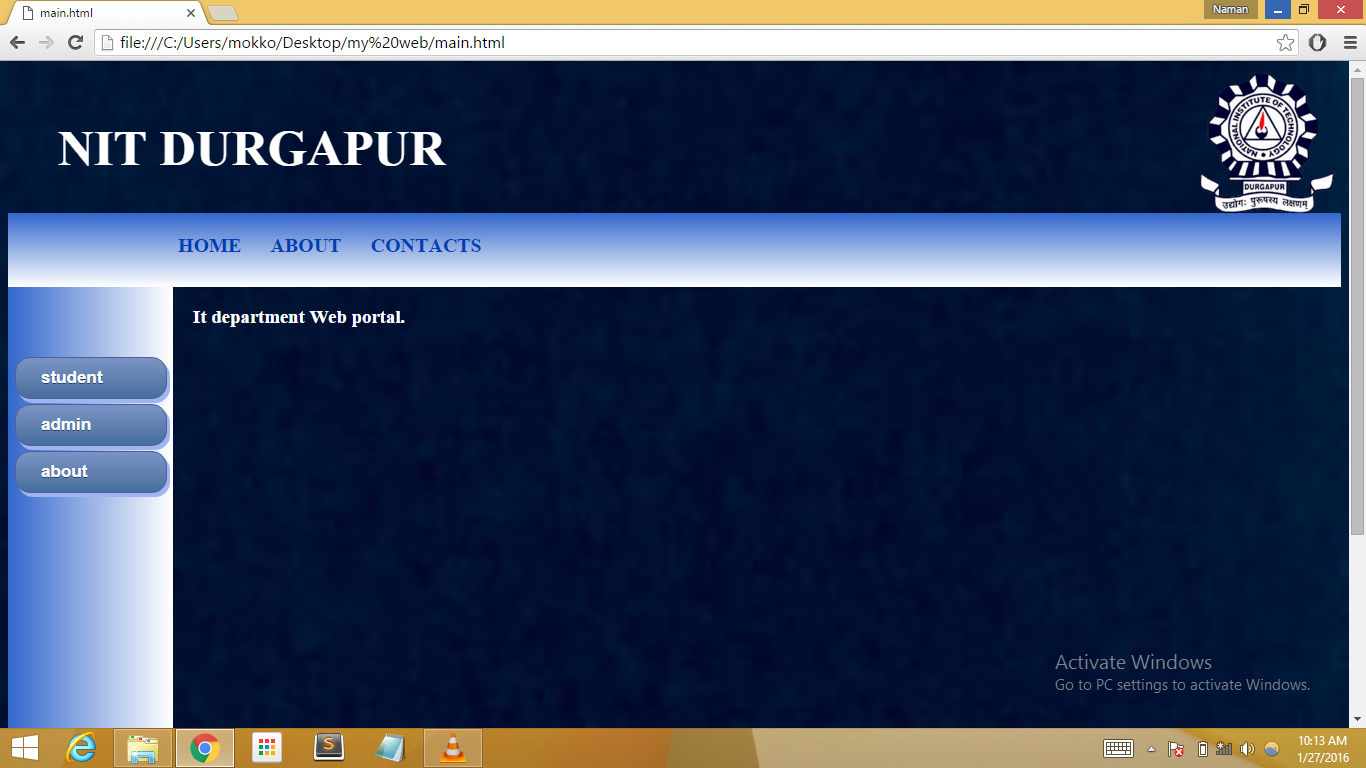 main.html
Naman
file:///C:/Users/mokko/Desktop/my%20web/main.html
NIT DURGAPUR
NATIONAL INSTITUTE OF TECHNOLOGY
DURGAPUR
उद्योगः पुरुषस्य लक्षणम्
HOME ABOUT CONTACTS
It department Web portal.
student
admin
about
Activate Windows
Go to PC settings to activate Windows.
10:13 AM
1/27/2016